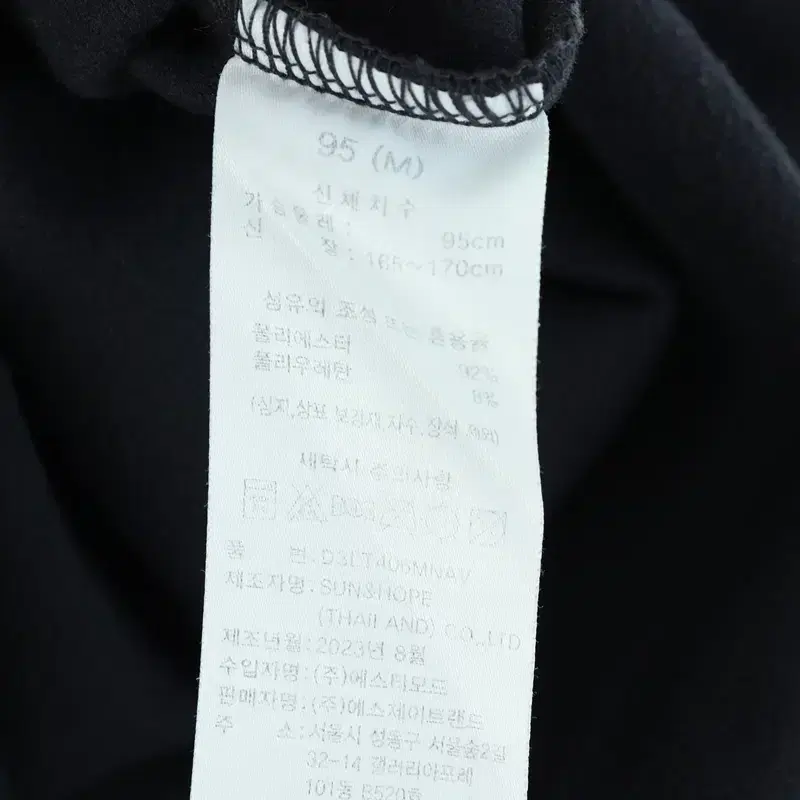 95 (M)
신체치수
가슴둘레 : 95cm
신 장 : 165~170cm
섬유의 조성 또는 혼용률
폴리에스터 92%
폴리우레탄 8%
(심지,상표 보강재,자수,장식 제외)
세탁시 주의사항
품 번:D3LT406MNAV
제조자명:SUN&HOPE
(THAILAND) CO.,LTD
제조년월:2023년 8월
수입자명:(주)에스티모드
판매자명:(주)에스제이트랜드
주 소:서울시 성동구 서울숲2길
32-14 갤러리아포레
101동 B520호